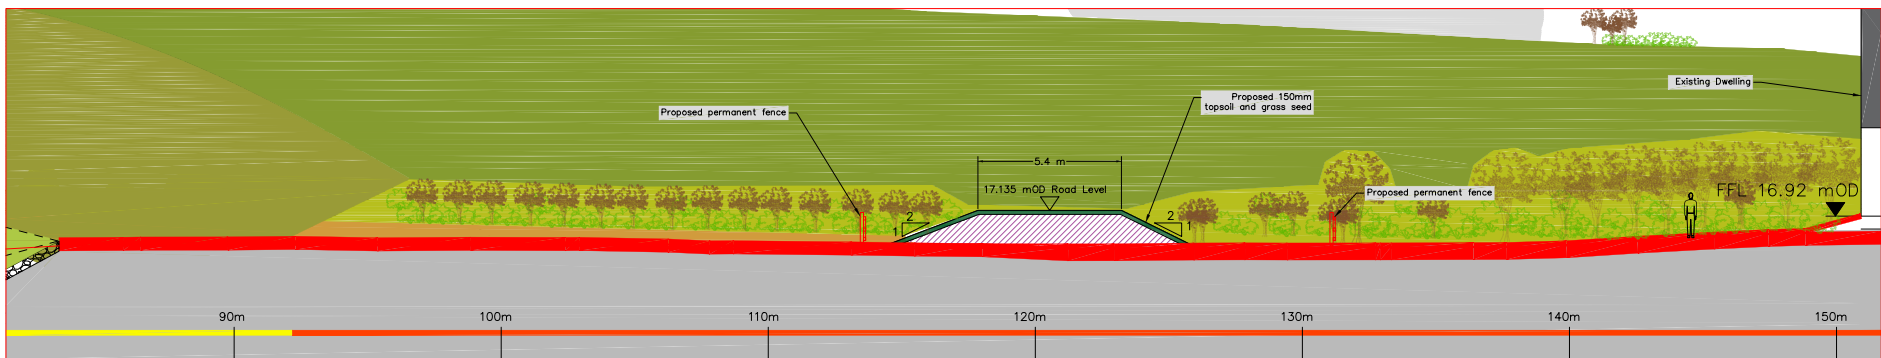 Existing Dwelling
Proposed 150mm
topsoil and grass seed
Proposed permanent fence
5.4 m
17.135 mOD Road Level
Proposed permanent fence
FFL 16.92 mOD
2
1
2
1
90m
100m
110m
120m
130m
140m
150m